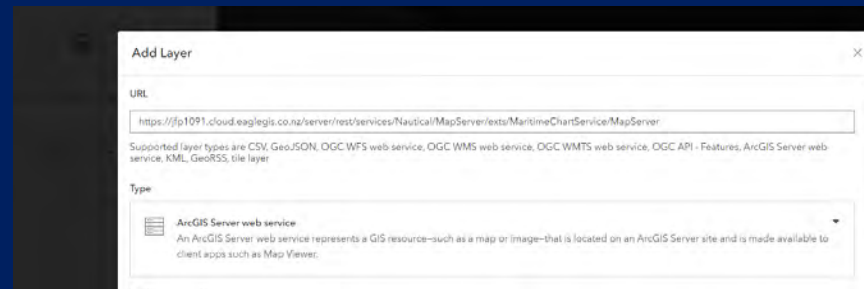 Add Layer
URL
https://jfp1091.cloud.eaglegis.co.nz/server/rest/services/Nautical/MapServer/exts/MaritimeChartService/MapServer
Supported layer types are CSV, GeoJSON, OGC WFS web service, OGC WMS web service, OGC WMTS web service, OGC API - Features, ArcGIS Server web
service, KML, GeoRSS, tile layer
Type
ArcGIS Server web service
An ArcGIS Server web service represents a GIS resource—such as a map or image—that is located on an ArcGIS Server site and is made available to
client apps such as Map Viewer.